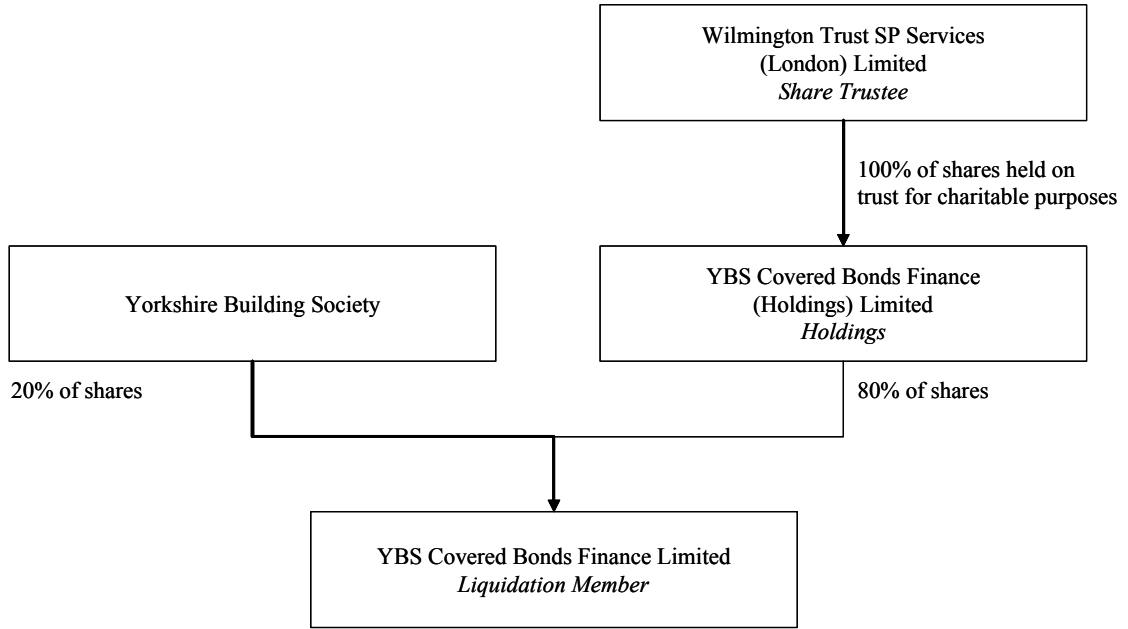 Wilmington Trust SP Services
(London) Limited
Share Trustee
100% of shares held on
trust for charitable purposes
Yorkshire Building Society
YBS Covered Bonds Finance
(Holdings) Limited
Holdings
20% of shares
80% of shares
YBS Covered Bonds Finance Limited
Liquidation Member